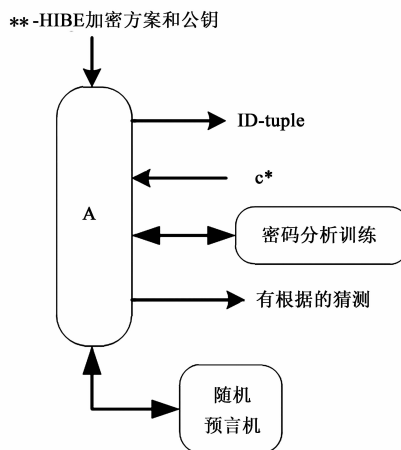 **-HIBE加密方案和公钥
ID-tuple
c*
A
密码分析训练
有根据的猜测
随机
预言机